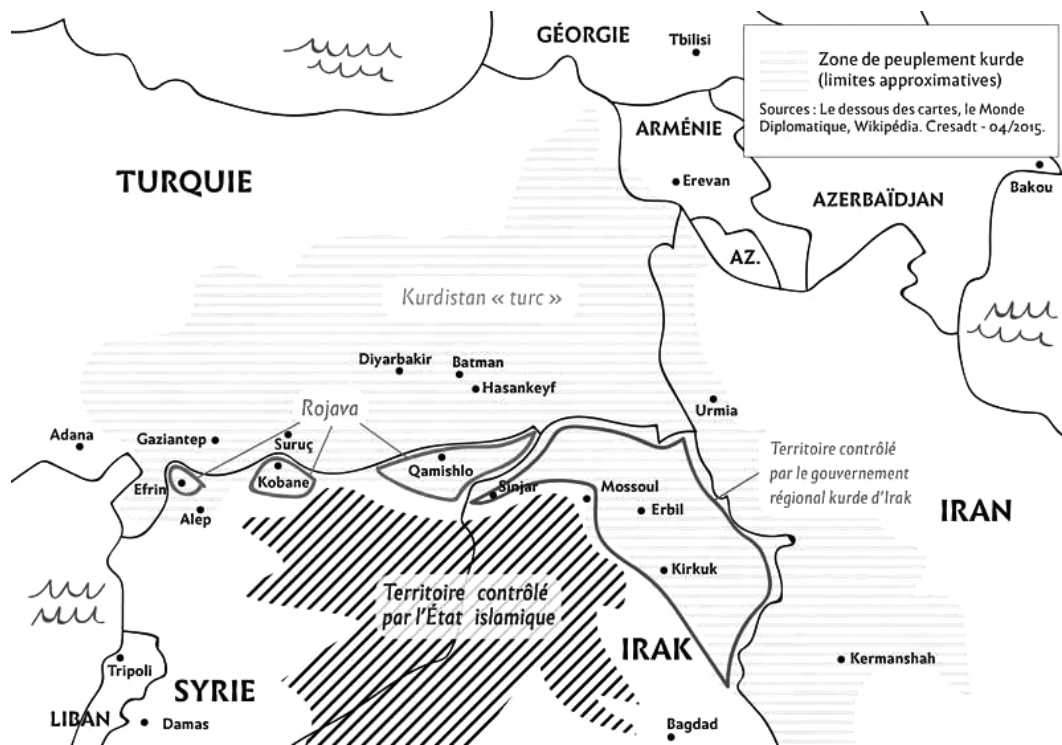 GÉORGIE
Tbilisi
Zone de peuplement kurde
(limites approximatives)
Sources : Le dessous des cartes, le Monde
Diplomatique, Wikipédia. Cresadt - 04/2015.
ARMÉNIE
TURQUIE
Erevan
AZERBAÏDJAN
Bakou
AZ.
Kurdistan « turc »
Diyarbakir
Batman
Hasankeyf
Rojava
Urmia
Adana
Gaziantep
Suruç
Qamishlo
Territoire contrôlé
par le gouvernement
régional kurde d'Irak
Efrin
Kobane
Sinjar
Mossoul
Alep
Erbil
IRAN
Kirkuk
Territoire contrôlé
par l'État islamique
IRAK
Kermanshah
Tripoli
SYRIE
LIBAN
Damas
Bagdad